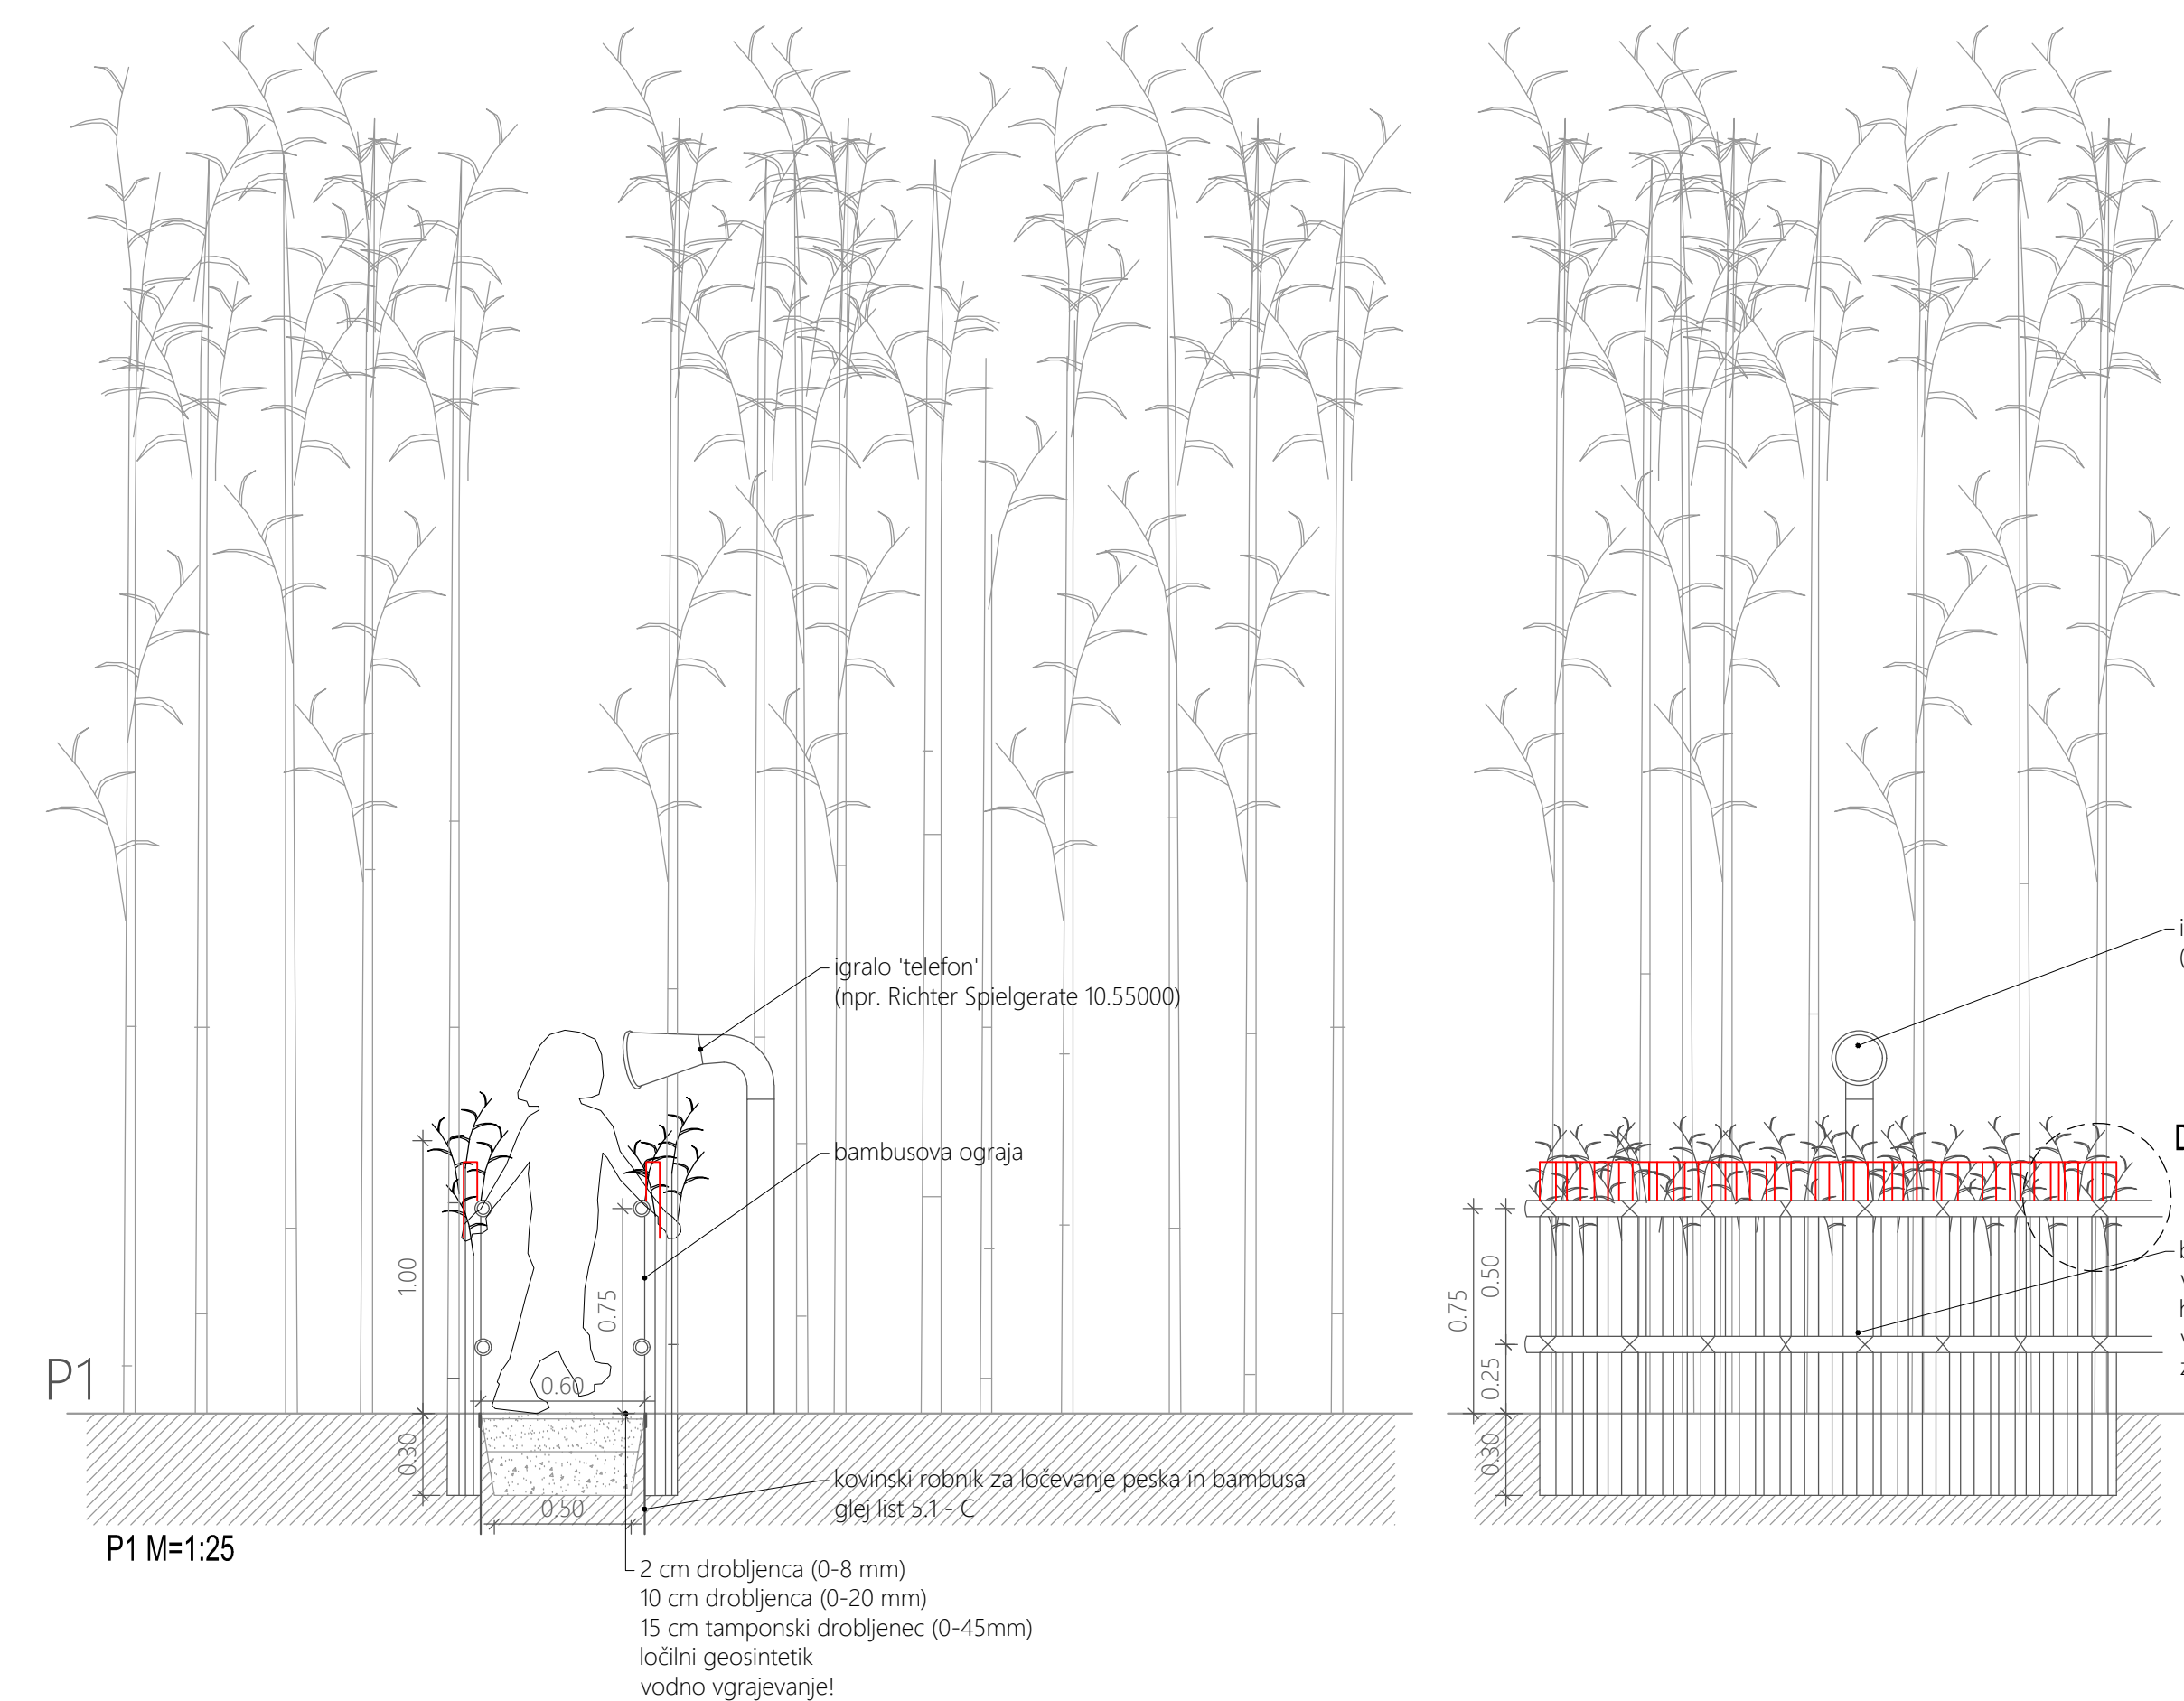 igralo 'telefon'
(npr. Richter Spielgerate 10.55000)
bambusova ograja
1.00
0.75
0.60
0.30
0.50
P1
kovinski robnik za ločevanje peska in bambusa
glej list 5.1 - C
P1 M=1:25
2 cm drobljenca (0-8 mm)
10 cm drobljenca (0-20 mm)
15 cm tamponski drobljenec (0-45mm)
ločilni geosintetik
vodno vgrajevanje!
0.75
0.50
0.25
0.30